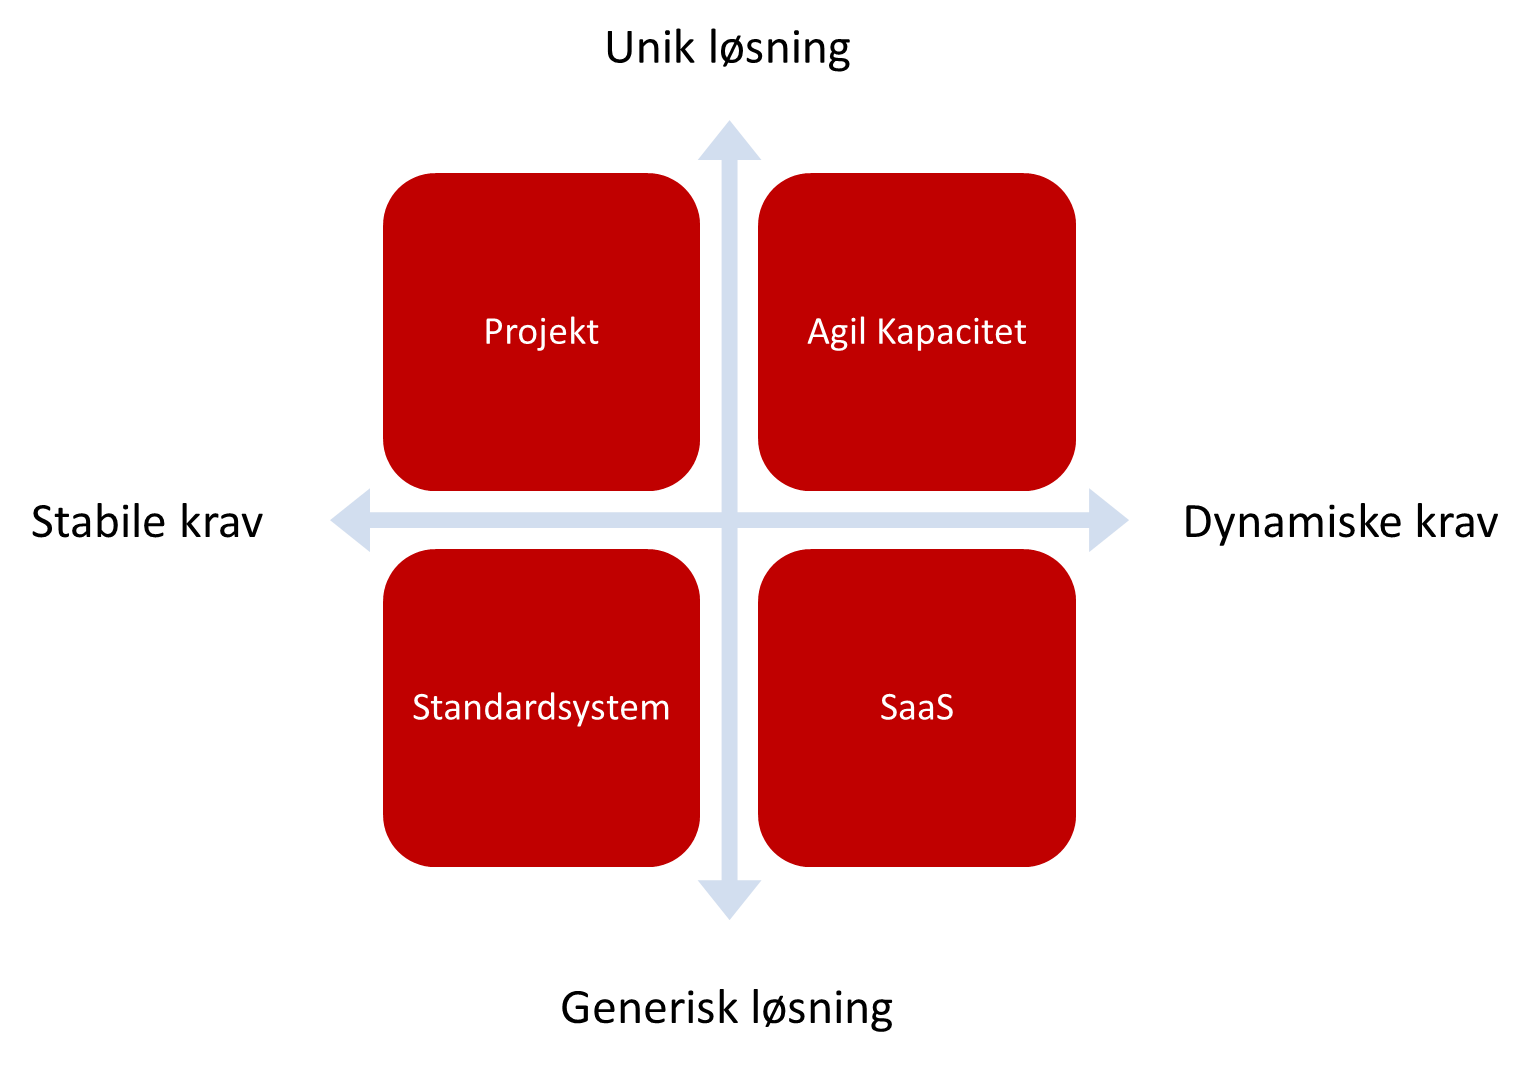 Unik løsning
Projekt
Agil Kapacitet
Stabile krav
Dynamiske krav
Standardsystem
SaaS
Generisk løsning